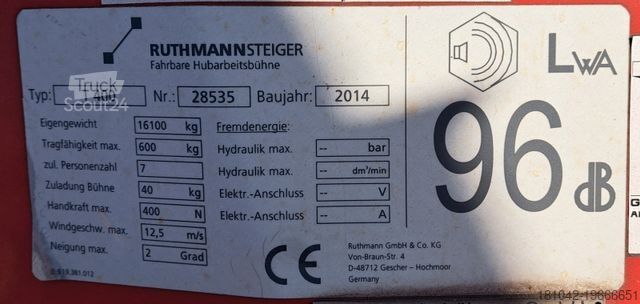 RUTHMANNSTEIGER
Fahrbare Hubarbeitsbühne
LWA
96 dB
Typ: Nr.: 28535 Baujahr: 2014
Truck
Scout24
Eigengewicht 16100 kg
Tragfähigkeit max. 600 kg
zul. Personenzahl 7
Zuladung Bühne 40 kg
Handkraft max. 400 N
Windgeschw. max. 12,5 m/s
Neigung max. 2 Grad
Fremdenergie:
Hydraulik max. -- bar
Hydraulik max. -- dm³/min
Elektr.-Anschluss -- V
Elektr.-Anschluss -- A
CE
Ruthmann GmbH & Co. KG
Von-Braun-Str. 4
D-48712 Gescher - Hochmoor
Germany
181042-19866651